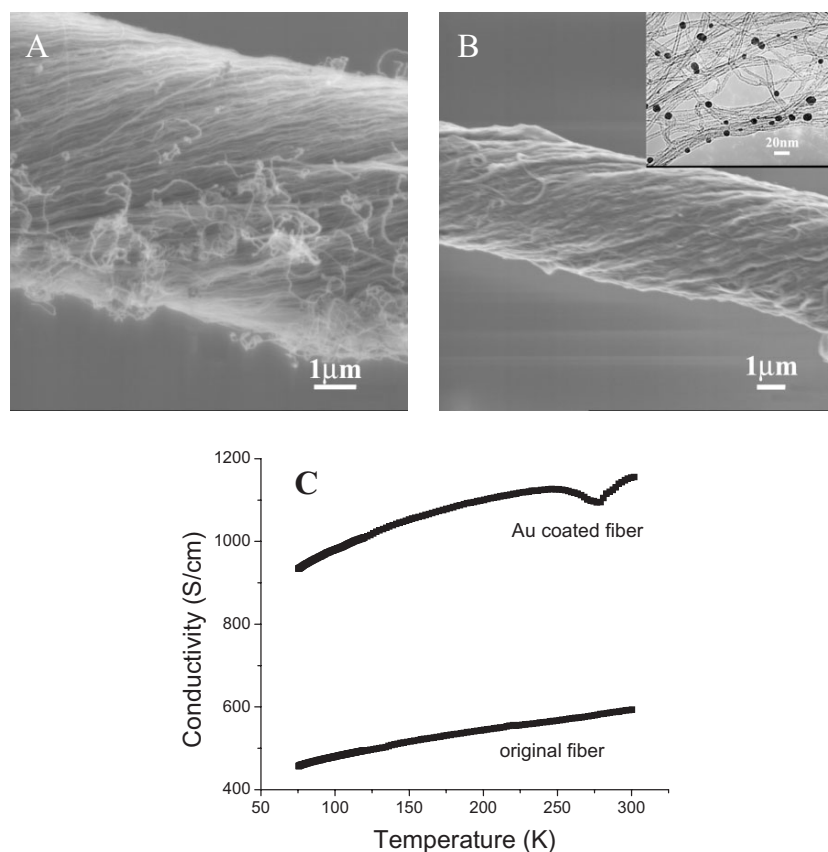 A
1μm
B
20nm
1μm
C
1200
1000
800
600
400
Conductivity (S/cm)
Au coated fiber
original fiber
50
100
150
200
250
300
Temperature (K)